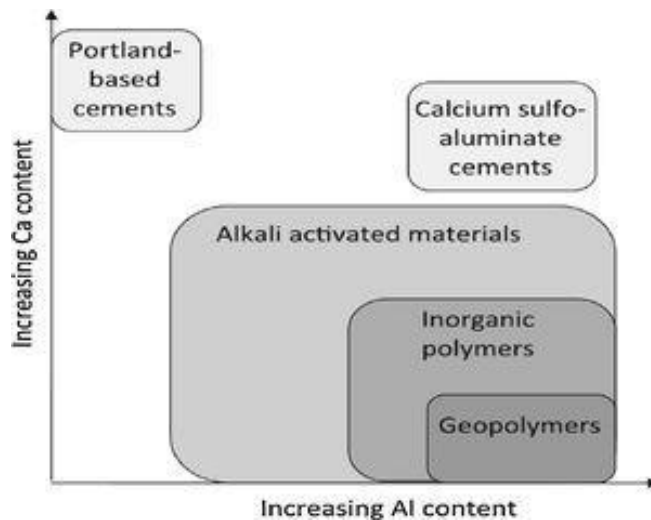 Portland-
based
cements
Calcium sulfo-
aluminate
cements
Alkali activated materials
Inorganic
polymers
Geopolymers
Increasing Ca content
Increasing Al content